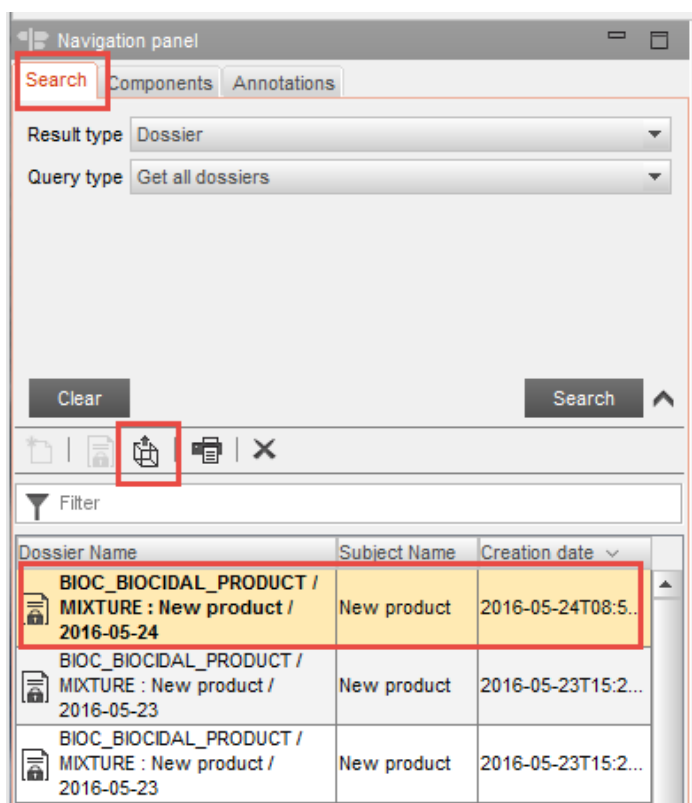 Navigation panel
Search Components Annotations
Result type Dossier
Query type Get all dossiers
Clear Search
Filter
Dossier Name Subject Name Creation date
BIOC_BIOCIDAL_PRODUCT /
MIXTURE : New product / New product 2016-05-24T08:5...
2016-05-24
BIOC_BIOCIDAL_PRODUCT /
MIXTURE : New product / New product 2016-05-23T15:2...
2016-05-23
BIOC_BIOCIDAL_PRODUCT /
MIXTURE : New product / New product 2016-05-23T15:2...
2016-05-23